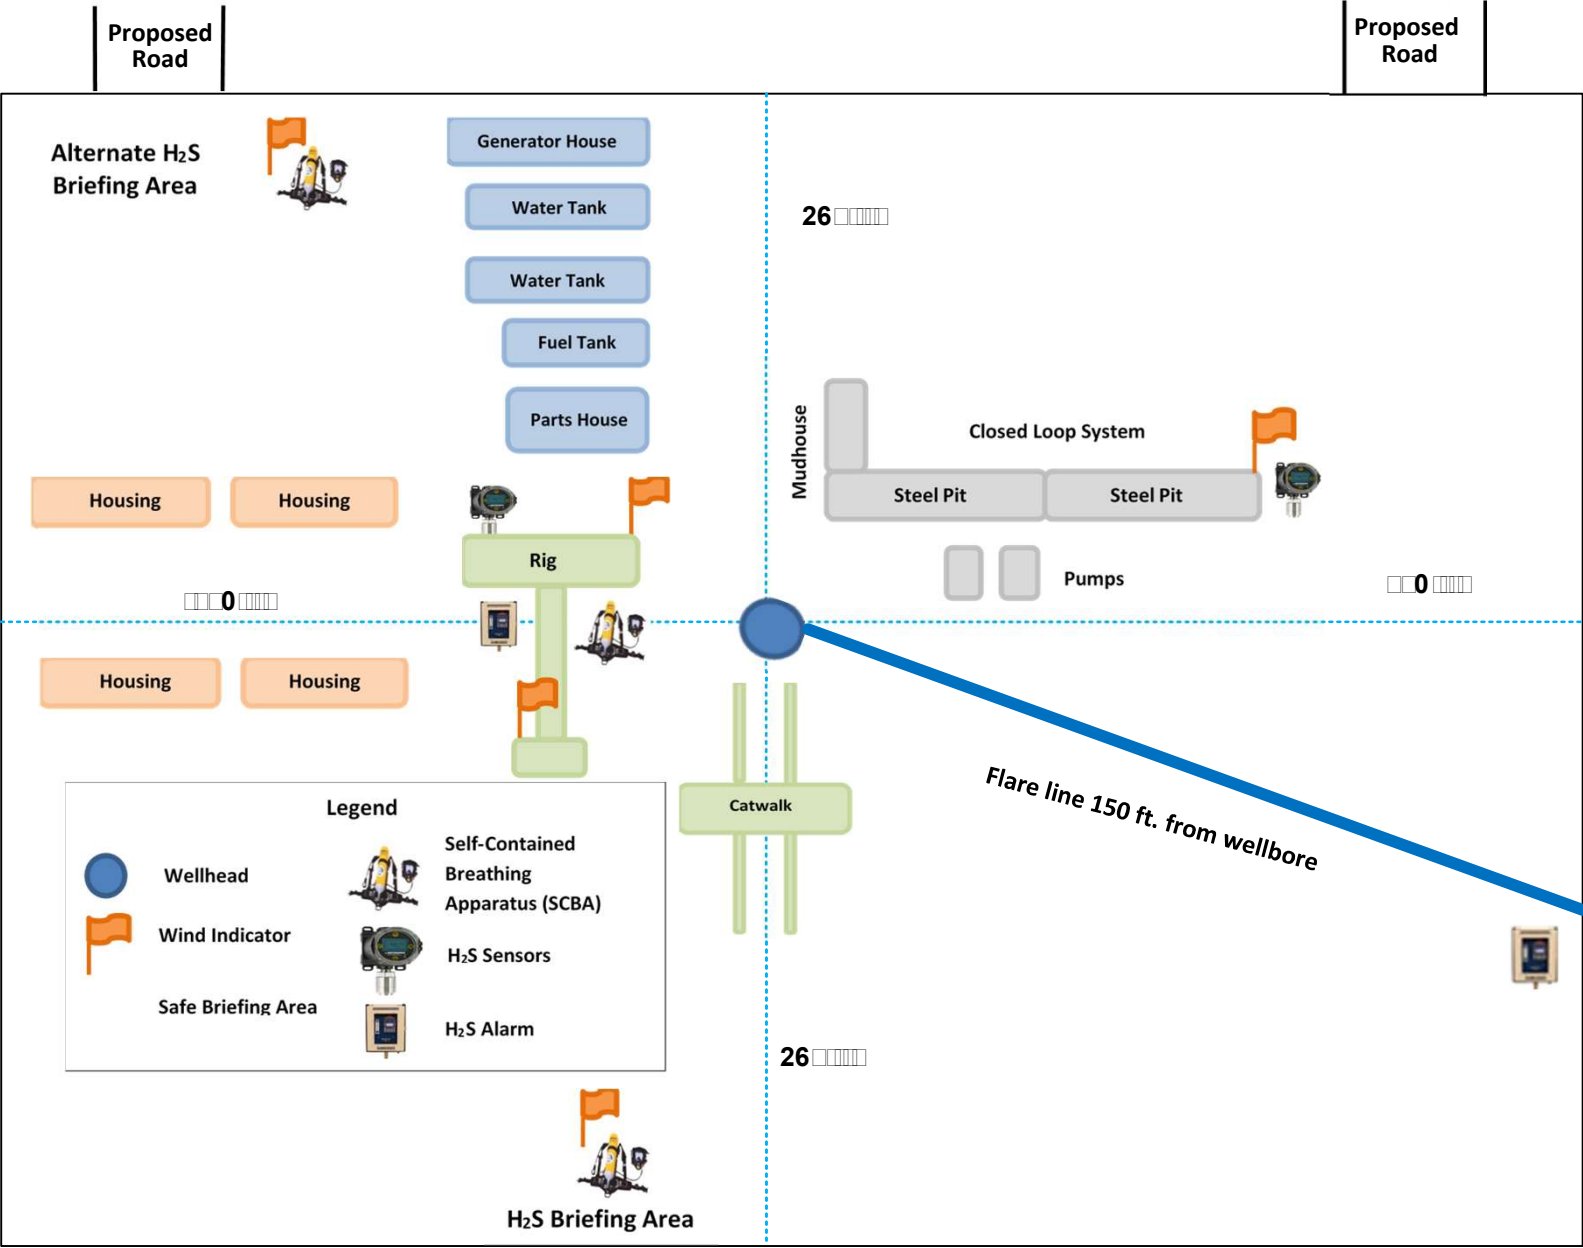 Proposed
Road
Proposed
Road
Alternate H₂S
Briefing Area
Generator House
Water Tank
Water Tank
Fuel Tank
Parts House
26
Mudhouse
Closed Loop System
Steel Pit
Steel Pit
Pumps
Housing
Housing
Rig
0
0
Housing
Housing
Catwalk
Flare line 150 ft. from wellbore
Legend
Wellhead
Wind Indicator
Safe Briefing Area
Self-Contained
Breathing
Apparatus (SCBA)
H₂S Sensors
H₂S Alarm
26
H₂S Briefing Area